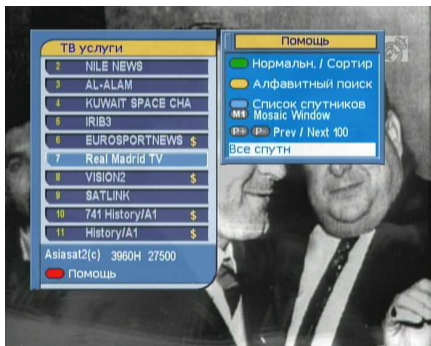 ТВ услуги
2 NILE NEWS
3 AL-ALAM
4 KUWAIT SPACE CHA
5 IRIB3
6 EUROSPORTNEWS $
7 Real Madrid TV
8 VISION2 $
9 SATLINK
10 741 History/A1 $
11 History/A1 $
Asiasat2(c) 3960H 27500
Помощь
Помощь
Нормальн. / Сортир
Алфавитный поиск
Список спутников
M1 Mosaic Window
P+ P- Prev / Next 100
Все спутн